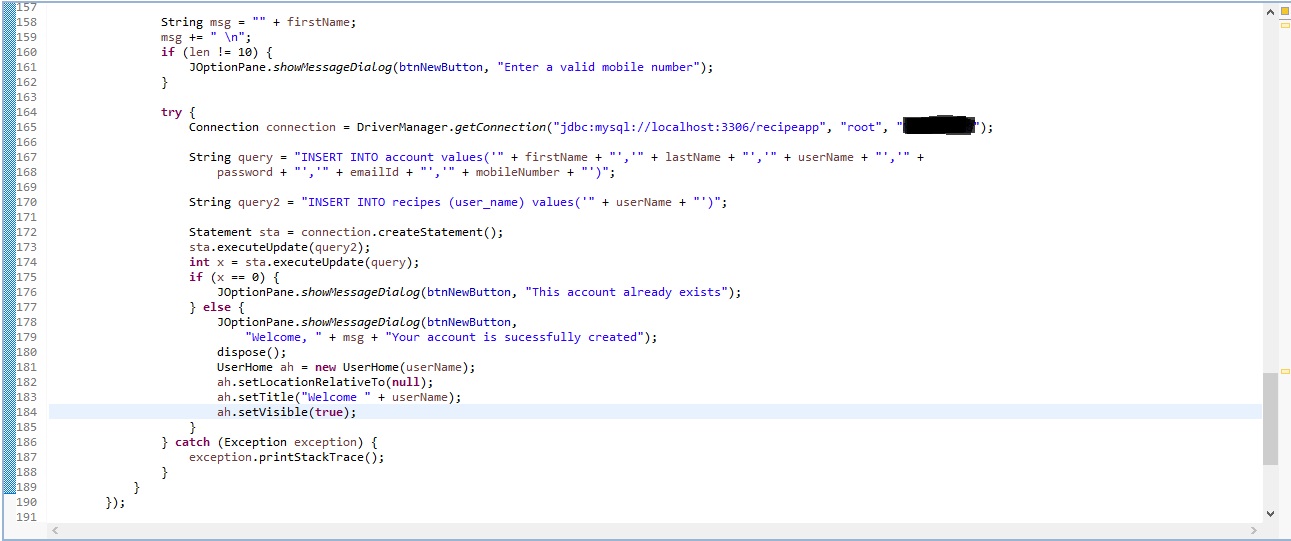 157
158 String msg = "" + firstName;
159 msg += " \n";
160 if (len != 10) {
161 JOptionPane.showMessageDialog(btnNewButton, "Enter a valid mobile number");
162 }
163
164 try {
165 Connection connection = DriverManager.getConnection("jdbc:mysql://localhost:3306/recipeapp", "root", "");
166
167 String query = "INSERT INTO account values('" + firstName + "','" + lastName + "','" + userName + "','" +
168 password + "','" + emailId + "','" + mobileNumber + "')";
169
170 String query2 = "INSERT INTO recipes (user_name) values('" + userName + "')";
171
172 Statement sta = connection.createStatement();
173 sta.executeUpdate(query2);
174 int x = sta.executeUpdate(query);
175 if (x == 0) {
176 JOptionPane.showMessageDialog(btnNewButton, "This account already exists");
177 } else {
178 JOptionPane.showMessageDialog(btnNewButton,
179 "Welcome, " + msg + "Your account is sucessfully created");
180 dispose();
181 UserHome ah = new UserHome(userName);
182 ah.setLocationRelativeTo(null);
183 ah.setTitle("Welcome " + userName);
184 ah.setVisible(true);
185 }
186 } catch (Exception exception) {
187 exception.printStackTrace();
188 }
189 }
190 });
191